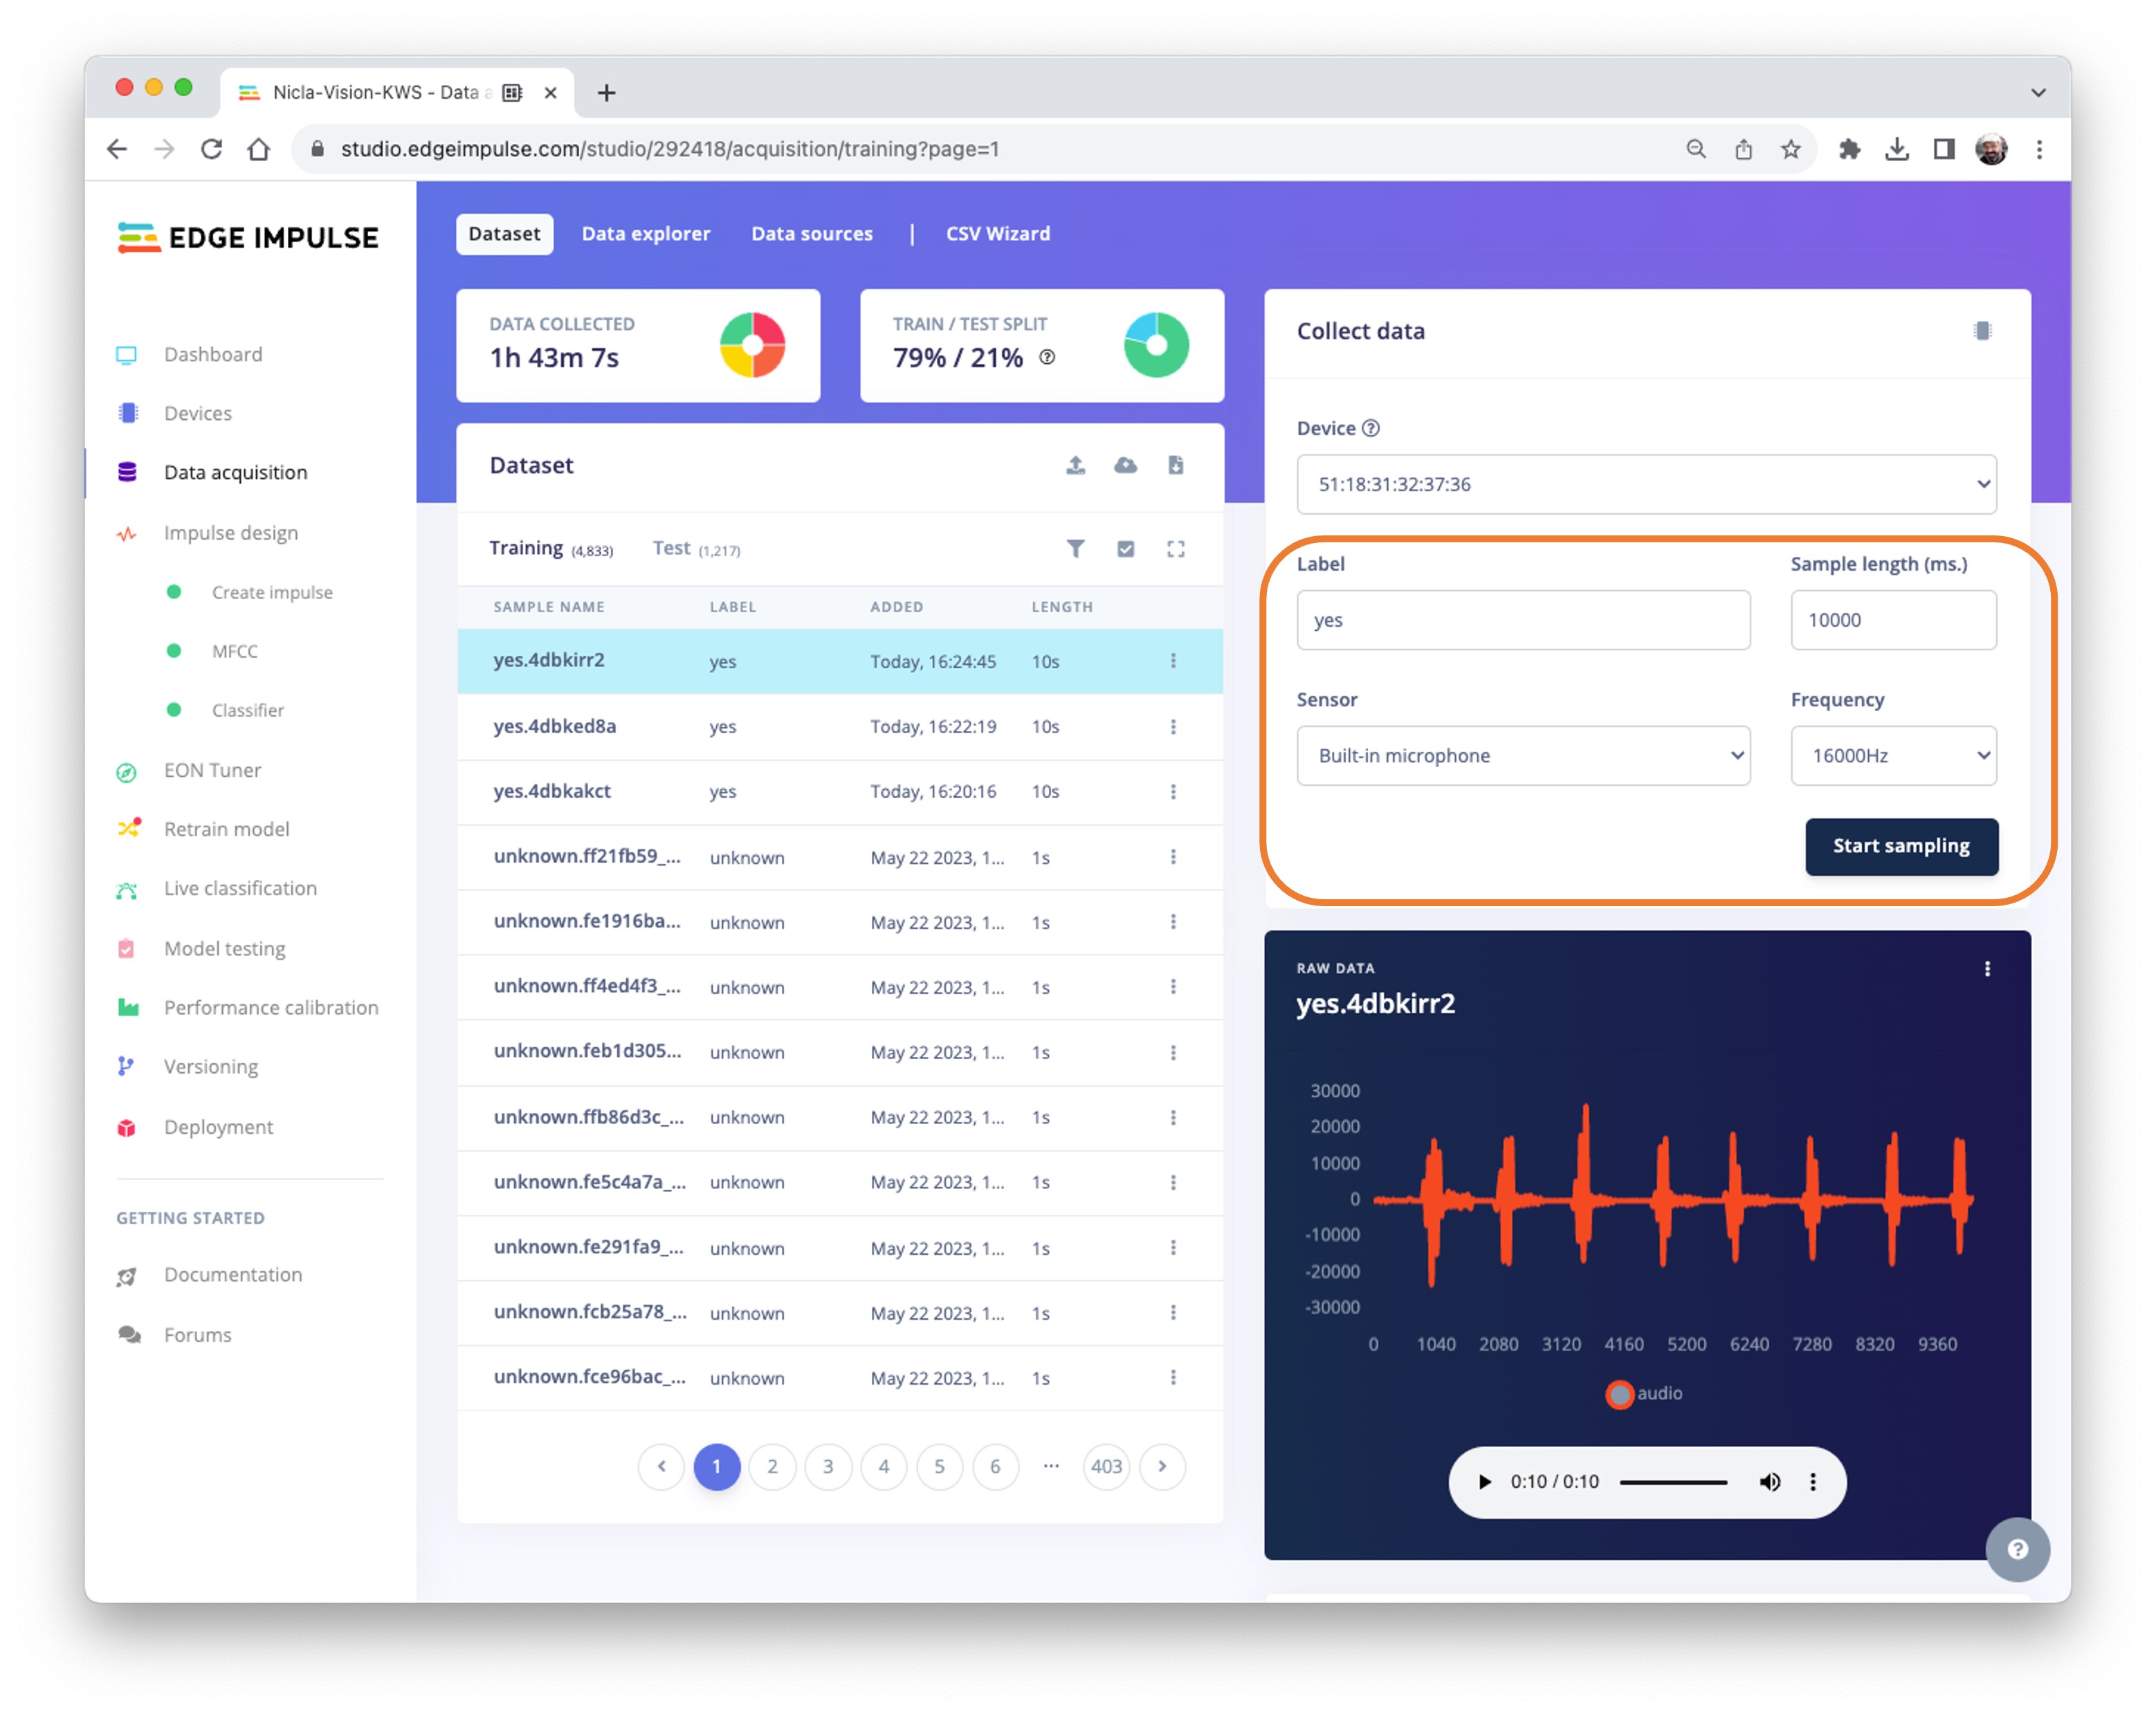 Nicla-Vision-KWS - Data a
studio.edgeimpulse.com/studio/292418/acquisition/training?page=1
EDGE IMPULSE
Dashboard
Devices
Data acquisition
Impulse design
Create impulse
MFCC
Classifier
EON Tuner
Retrain model
Live classification
Model testing
Performance calibration
Versioning
Deployment
GETTING STARTED
Documentation
Forums
Dataset Data explorer Data sources | CSV Wizard
DATA COLLECTED
1h 43m 7s
TRAIN / TEST SPLIT
79% / 21% ?
Dataset
Training (4,833) Test (1,217)
SAMPLE NAME LABEL ADDED LENGTH
yes.4dbkirr2 yes Today, 16:24:45 10s
yes.4dbked8a yes Today, 16:22:19 10s
yes.4dbkakct yes Today, 16:20:16 10s
unknown.ff21fb59_... unknown May 22 2023, 1... 1s
unknown.fe1916ba... unknown May 22 2023, 1... 1s
unknown.ff4ed4f3_... unknown May 22 2023, 1... 1s
unknown.feb1d305... unknown May 22 2023, 1... 1s
unknown.ffb86d3c_... unknown May 22 2023, 1... 1s
unknown.fe5c4a7a_... unknown May 22 2023, 1... 1s
unknown.fe291fa9_... unknown May 22 2023, 1... 1s
unknown.fcb25a78_... unknown May 22 2023, 1... 1s
unknown.fce96bac_... unknown May 22 2023, 1... 1s
1 2 3 4 5 6 ... 403
Collect data
Device ?
51:18:31:32:37:36
Label Sample length (ms.)
yes 10000
Sensor Frequency
Built-in microphone 16000Hz
Start sampling
RAW DATA
yes.4dbkirr2
30000
20000
10000
0
-10000
-20000
-30000
0 1040 2080 3120 4160 5200 6240 7280 8320 9360
audio
0:10 / 0:10
?